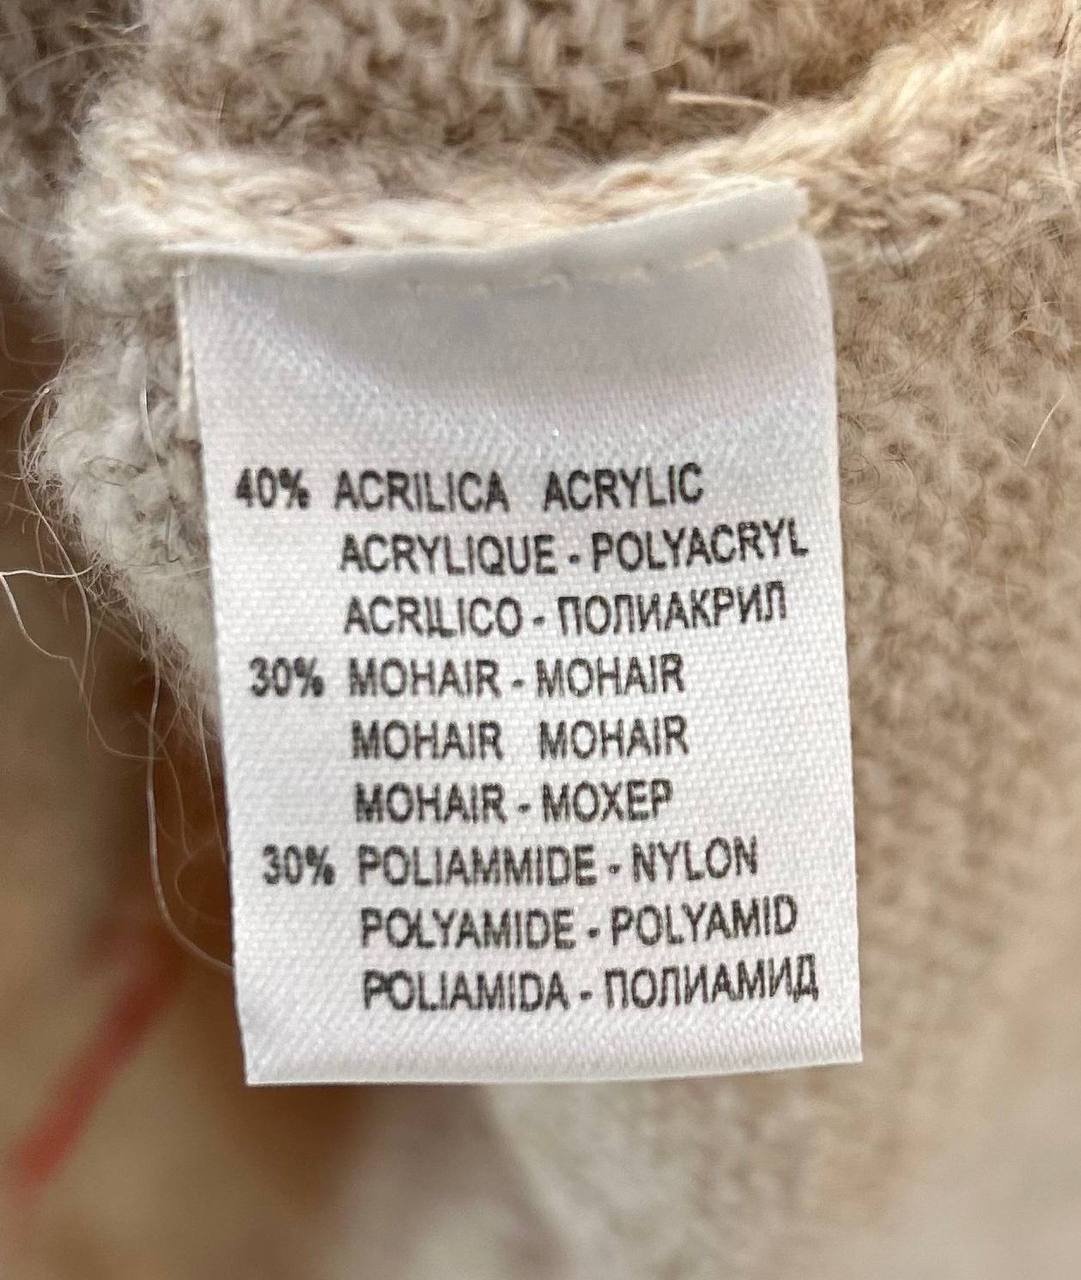 40% ACRILICA ACRYLIC
ACRYLIQUE - POLYACRYL
ACRILICO - ПОЛИАКРИЛ
30% MOHAIR - MOHAIR
MOHAIR MOHAIR
MOHAIR - МОХЕР
30% POLIAMMIDE - NYLON
POLYAMIDE - POLYAMID
POLIAMIDA - ПОЛИАМИД